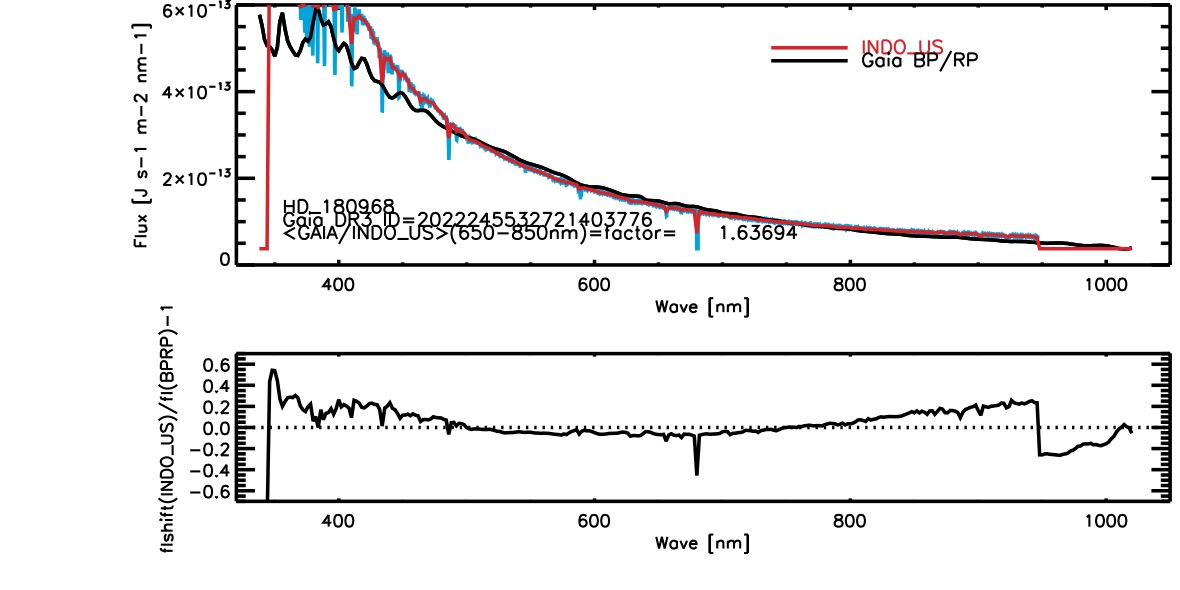 6×10−13
4×10−13
2×10−13
0
Flux [J s−1 m−2 nm−1]
INDO_US
Gaia BP/RP
HD_180968
Gaia DR3 ID=2022245532721403776
<GAIA/INDO_US>(650−850nm)=factor= 1.63694
400 600 800 1000
Wave [nm]
flshift(INDO_US)/fl(BPRP)−1
0.6
0.4
0.2
0.0
−0.2
−0.4
−0.6
400 600 800 1000
Wave [nm]